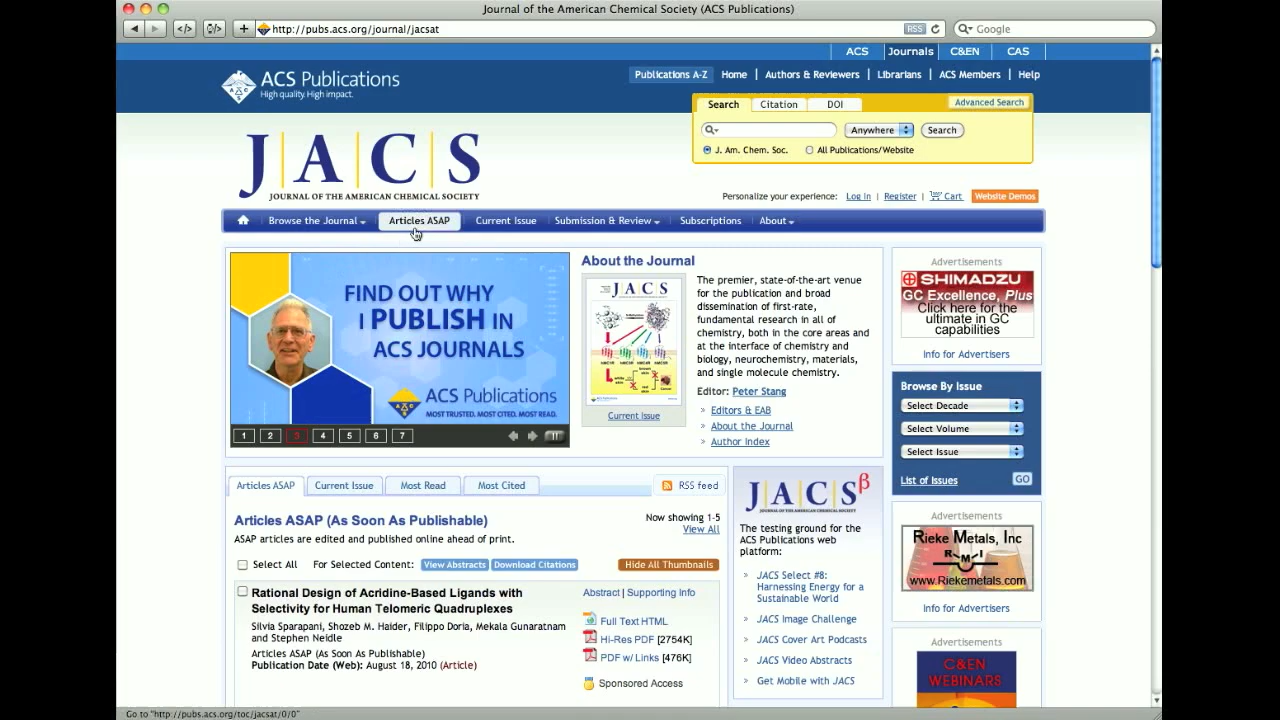 Journal of the American Chemical Society (ACS Publications)
http://pubs.acs.org/journal/jacsat
RSS
Google
ACS Journals C&EN CAS
ACS Publications
High quality. High impact.
Publications A-Z Home | Authors & Reviewers | Librarians | ACS Members | Help
Search Citation DOI Advanced Search
Anywhere Search
J. Am. Chem. Soc. All Publications/Website
J|A|C|S
JOURNAL OF THE AMERICAN CHEMICAL SOCIETY
Personalize your experience: Log In | Register | Cart Website Demos
Browse the Journal Articles ASAP Current Issue Submission & Review Subscriptions About
FIND OUT WHY
I PUBLISH IN
ACS JOURNALS
ACS Publications
MOST TRUSTED. MOST CITED. MOST READ.
1 2 3 4 5 6 7
About the Journal
JACS
Current Issue
The premier, state-of-the-art venue
for the publication and broad
dissemination of first-rate,
fundamental research in all of
chemistry, both in the core areas and
at the interface of chemistry and
biology, neurochemistry, materials,
and single molecule chemistry.
Editor: Peter Stang
Editors & EAB
About the Journal
Author Index
Advertisements
SHIMADZU
GC Excellence, Plus
Click here for the
ultimate in GC
capabilities
Info for Advertisers
Browse By Issue
Select Decade
Select Volume
Select Issue
List of Issues GO
Articles ASAP Current Issue Most Read Most Cited RSS feed
Articles ASAP (As Soon As Publishable)
ASAP articles are edited and published online ahead of print.
Now showing 1-5
View All
Select All For Selected Content: View Abstracts Download Citations Hide All Thumbnails
Rational Design of Acridine-Based Ligands with
Selectivity for Human Telomeric Quadruplexes
Silvia Sparapani, Shozeb M. Haider, Filippo Doria, Mekala Gunaratnam
and Stephen Neidle
Articles ASAP (As Soon As Publishable)
Publication Date (Web): August 18, 2010 (Article)
Abstract | Supporting Info
Full Text HTML
Hi-Res PDF [2754K]
PDF w/ Links [476K]
Sponsored Access
J|A|C|S β
JOURNAL OF THE AMERICAN CHEMICAL SOCIETY
The testing ground for the
ACS Publications web
platform:
JACS Select #8:
Harnessing Energy for a
Sustainable World
JACS Image Challenge
JACS Cover Art Podcasts
JACS Video Abstracts
Get Mobile with JACS
Advertisements
Rieke Metals, Inc
R M I
www.Riekemetals.com
Info for Advertisers
Advertisements
C&EN
WEBINARS
Go to "http://pubs.acs.org/toc/jacsat/0/0"